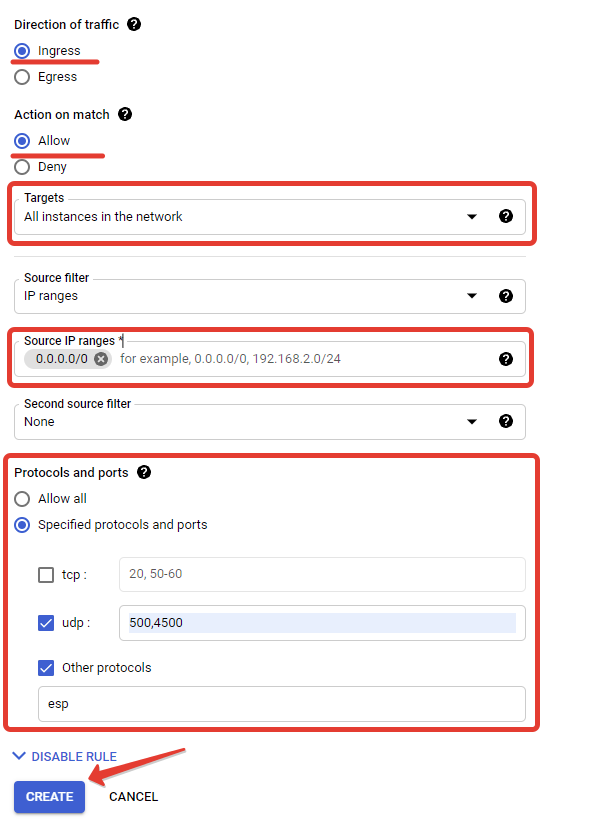 Direction of traffic
Ingress
Egress
Action on match
Allow
Deny
Targets
All instances in the network
Source filter
IP ranges
Source IP ranges *
0.0.0.0/0 for example, 0.0.0.0/0, 192.168.2.0/24
Second source filter
None
Protocols and ports
Allow all
Specified protocols and ports
tcp : 20, 50-60
udp : 500,4500
Other protocols
esp
DISABLE RULE
CREATE CANCEL